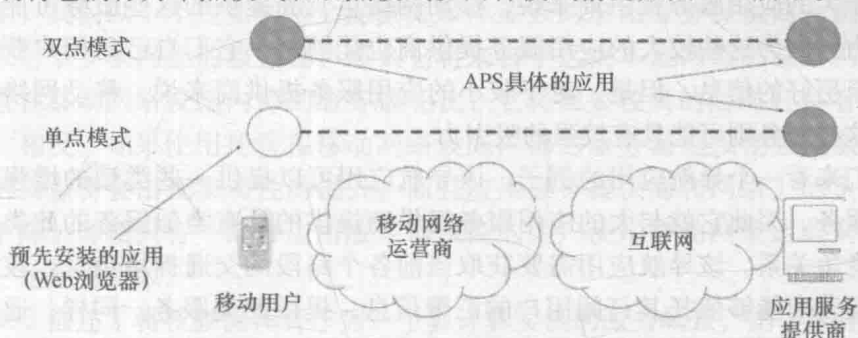 双点模式
APS具体的应用
单点模式
预先安装的应用
(Web浏览器)
移动用户
移动网络
运营商
互联网
应用服务
提供商